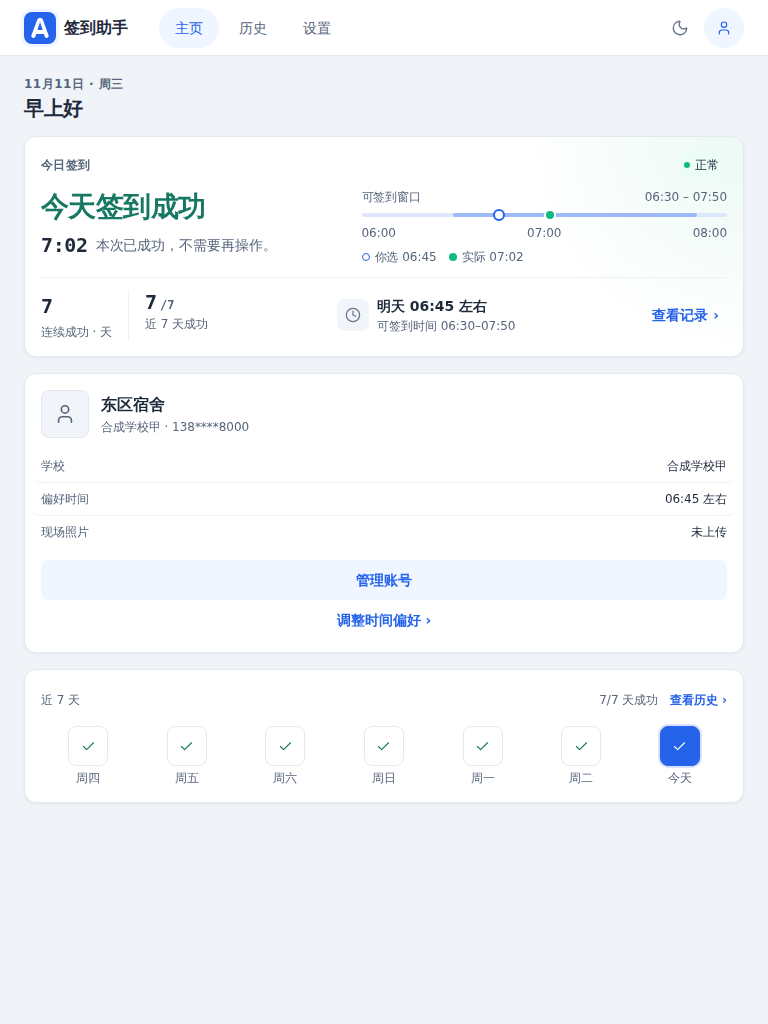 签到助手
主页
历史
设置
11月11日 · 周三
早上好
今日签到
正常
今天签到成功
7:02 本次已成功，不需要再操作。
可签到窗口
06:30 – 07:50
06:00
07:00
08:00
你选 06:45
实际 07:02
7
连续成功 · 天
7 /7
近 7 天成功
明天 06:45 左右
可签到时间 06:30–07:50
查看记录 ›
东区宿舍
合成学校甲 · 138****8000
学校
合成学校甲
偏好时间
06:45 左右
现场照片
未上传
管理账号
调整时间偏好 ›
近 7 天
7/7 天成功
查看历史 ›
周四
周五
周六
周日
周一
周二
今天